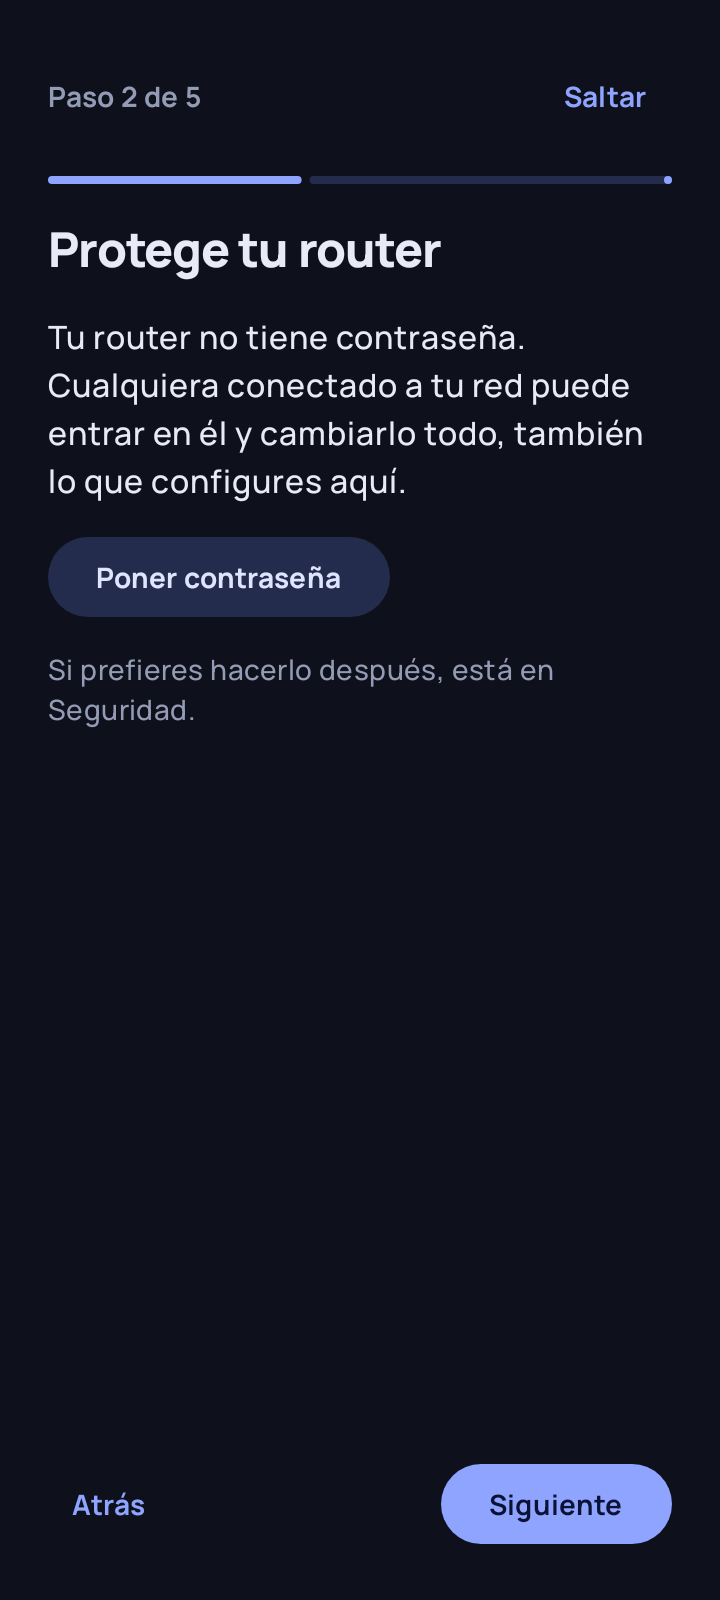 Paso 2 de 5
Saltar
Protege tu router
Tu router no tiene contraseña.
Cualquiera conectado a tu red puede
entrar en él y cambiarlo todo, también
lo que configures aquí.
Poner contraseña
Si prefieres hacerlo después, está en
Seguridad.
Atrás
Siguiente